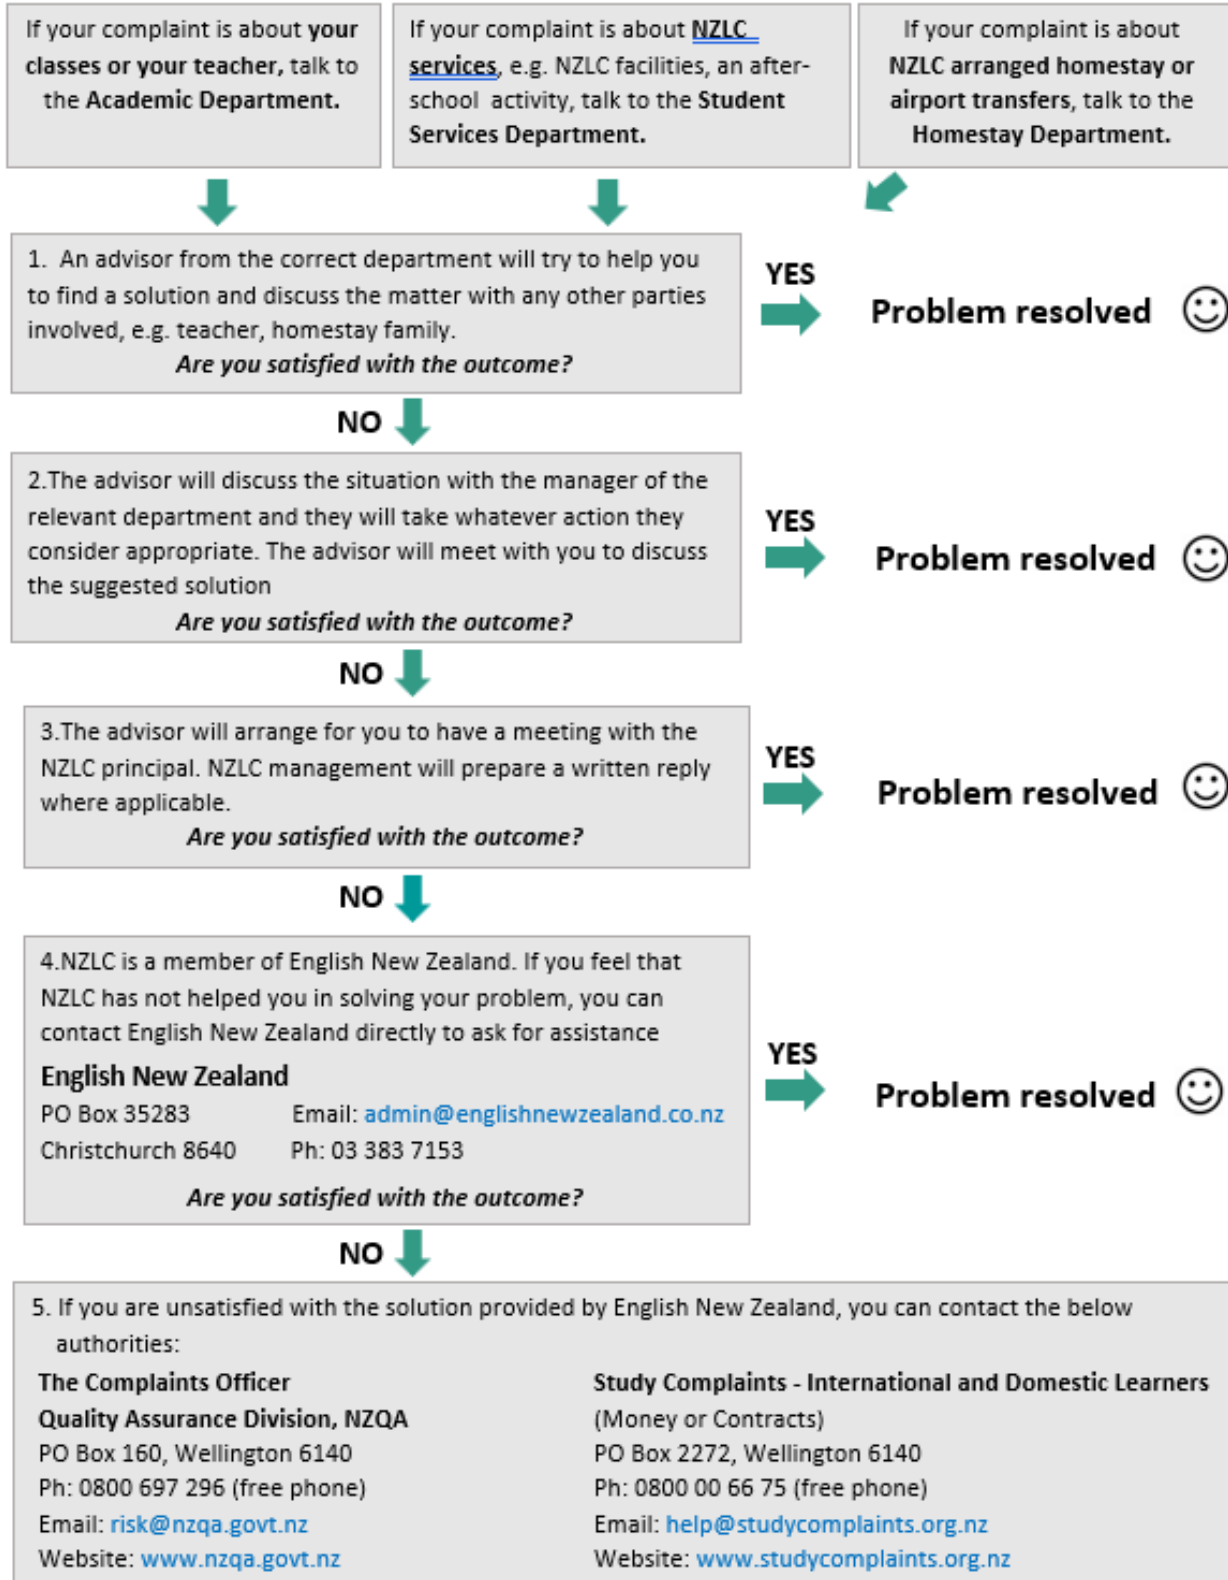 If your complaint is about your
classes or your teacher, talk to
the Academic Department.
If your complaint is about NZLC
services, e.g. NZLC facilities, an after-
school activity, talk to the Student
Services Department.
If your complaint is about
NZLC arranged homestay or
airport transfers, talk to the
Homestay Department.
1. An advisor from the correct department will try to help you
to find a solution and discuss the matter with any other parties
involved, e.g. teacher, homestay family.
Are you satisfied with the outcome?
YES
Problem resolved
NO
2.The advisor will discuss the situation with the manager of the
relevant department and they will take whatever action they
consider appropriate. The advisor will meet with you to discuss
the suggested solution
Are you satisfied with the outcome?
YES
Problem resolved
NO
3.The advisor will arrange for you to have a meeting with the
NZLC principal. NZLC management will prepare a written reply
where applicable.
Are you satisfied with the outcome?
YES
Problem resolved
NO
4.NZLC is a member of English New Zealand. If you feel that
NZLC has not helped you in solving your problem, you can
contact English New Zealand directly to ask for assistance
English New Zealand
PO Box 35283 Email: admin@englishnewzealand.co.nz
Christchurch 8640 Ph: 03 383 7153
Are you satisfied with the outcome?
YES
Problem resolved
NO
5. If you are unsatisfied with the solution provided by English New Zealand, you can contact the below
authorities:
The Complaints Officer
Quality Assurance Division, NZQA
PO Box 160, Wellington 6140
Ph: 0800 697 296 (free phone)
Email: risk@nzqa.govt.nz
Website: www.nzqa.govt.nz
Study Complaints - International and Domestic Learners
(Money or Contracts)
PO Box 2272, Wellington 6140
Ph: 0800 00 66 75 (free phone)
Email: help@studycomplaints.org.nz
Website: www.studycomplaints.org.nz